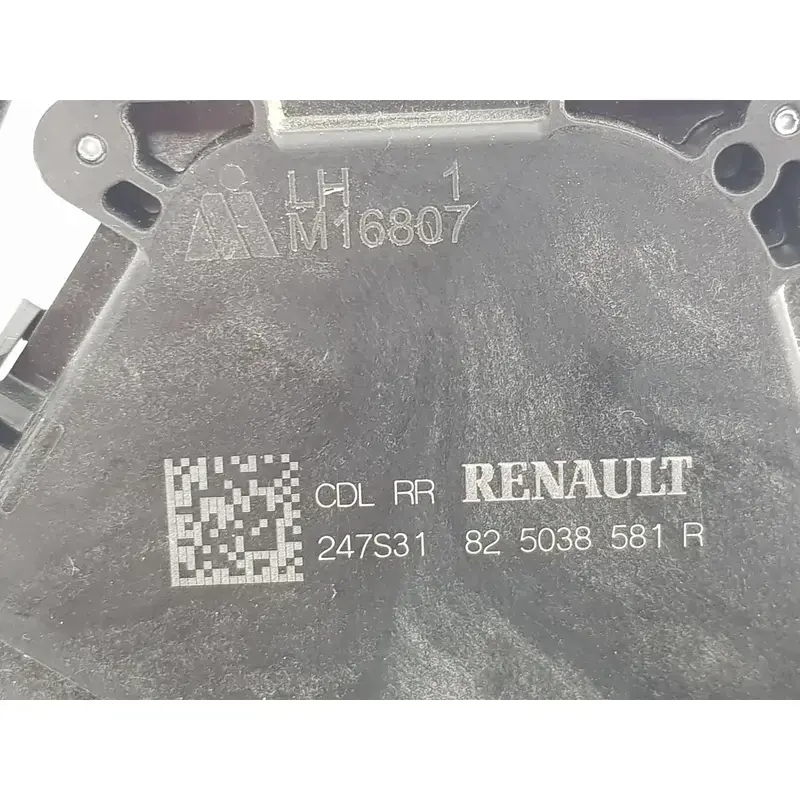 LH 1
M16807
CDL RR RENAULT
247S31 82 5038 581 R